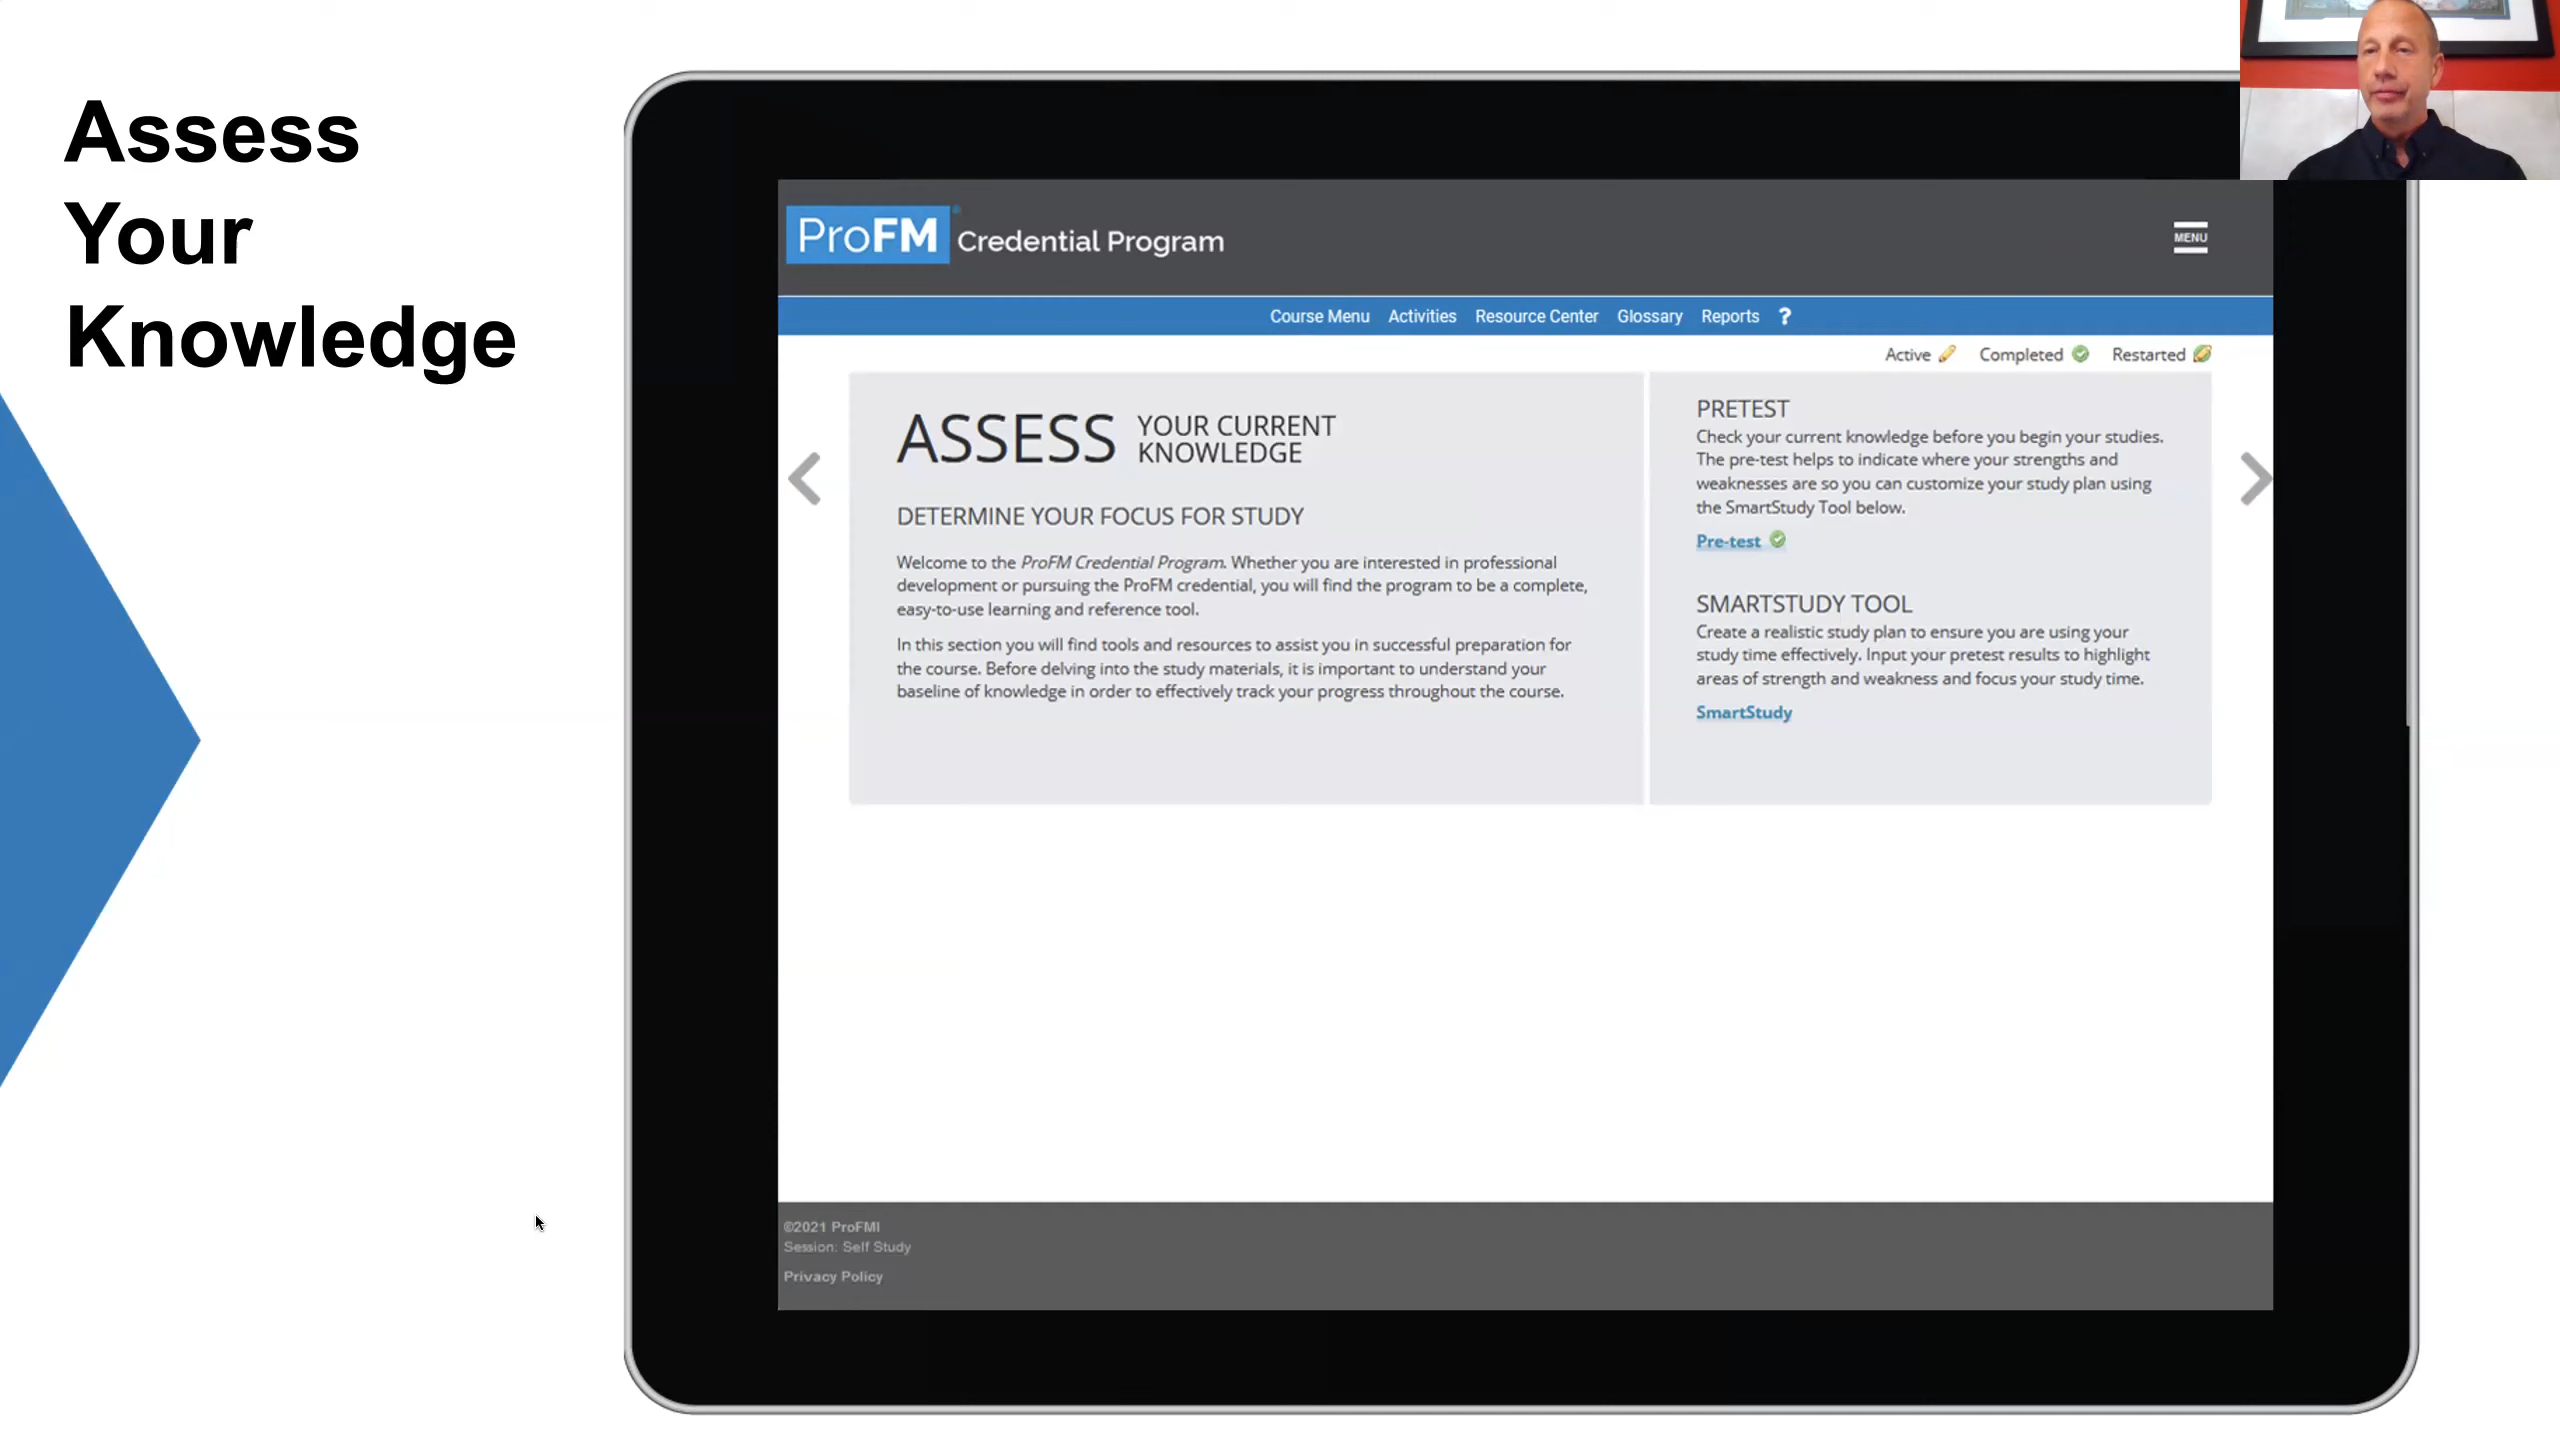 Assess
Your
Knowledge
ProFM Credential Program
MENU
Course Menu Activities Resource Center Glossary Reports ?
Active Completed Restarted
ASSESS YOUR CURRENT
KNOWLEDGE
DETERMINE YOUR FOCUS FOR STUDY
Welcome to the ProFM Credential Program. Whether you are interested in professional
development or pursuing the ProFM credential, you will find the program to be a complete,
easy-to-use learning and reference tool.
In this section you will find tools and resources to assist you in successful preparation for
the course. Before delving into the study materials, it is important to understand your
baseline of knowledge in order to effectively track your progress throughout the course.
PRETEST
Check your current knowledge before you begin your studies.
The pre-test helps to indicate where your strengths and
weaknesses are so you can customize your study plan using
the SmartStudy Tool below.
Pre-test
SMARTSTUDY TOOL
Create a realistic study plan to ensure you are using your
study time effectively. Input your pretest results to highlight
areas of strength and weakness and focus your study time.
SmartStudy
©2021 ProFMI
Session: Self Study
Privacy Policy